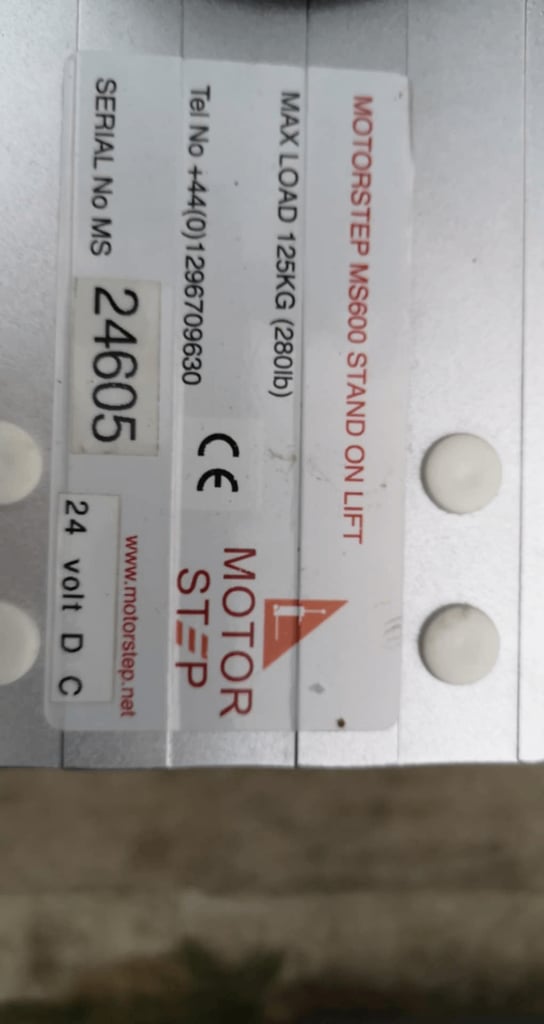 MOTORSTEP MS600 STAND ON LIFT
MAX LOAD 125KG (280lb)
Tel No +44(0)1296709630
CE
MOTOR
STEP
SERIAL No MS 24605
www.motorstep.net
24 volt D C